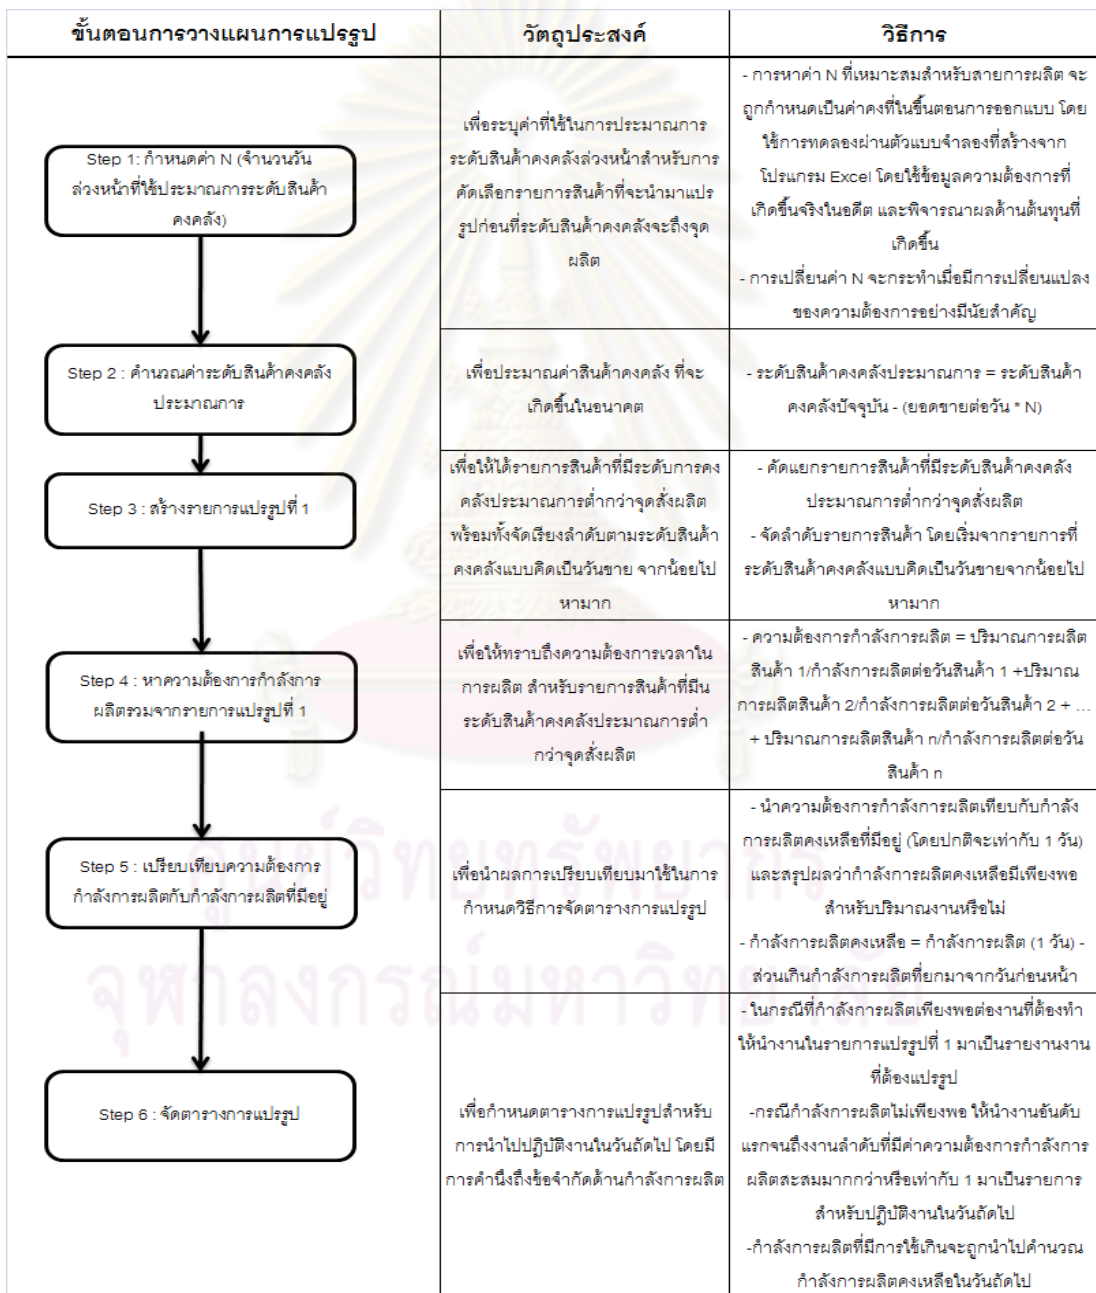 ขั้นตอนการวางแผนการแปรรูป
วัตถุประสงค์
วิธีการ
Step 1: กำหนดค่า N (จำนวนวัน
ล่วงหน้าที่ใช้ประมาณการระดับสินค้า
คงคลัง)
เพื่อระบุค่าที่ใช้ในการประมาณการ
ระดับสินค้าคงคลังล่วงหน้าสำหรับการ
คัดเลือกรายการสินค้าที่จะนำมาแปร
รูปก่อนที่ระดับสินค้าคงคลังจะถึงจุด
ผลิต
- การหาค่า N ที่เหมาะสมสำหรับสายการผลิต จะ
ถูกกำหนดเป็นค่าคงที่ในขึ้นตอนการออกแบบ โดย
ใช้การทดลองผ่านตัวแบบจำลองที่สร้างจาก
โปรแกรม Excel โดยใช้ข้อมูลความต้องการที่
เกิดขึ้นจริงในอดีต และพิจารณาผลด้านต้นทุนที่
เกิดขึ้น
- การเปลี่ยนค่า N จะกระทำเมื่อมีการเปลี่ยนแปลง
ของความต้องการอย่างมีนัยสำคัญ
Step 2 : คำนวณค่าระดับสินค้าคงคลัง
ประมาณการ
เพื่อประมาณค่าสินค้าคงคลัง ที่จะ
เกิดขึ้นในอนาคต
- ระดับสินค้าคงคลังประมาณการ = ระดับสินค้า
คงคลังปัจจุบัน - (ยอดขายต่อวัน * N)
Step 3 : สร้างรายการแปรรูปที่ 1
เพื่อให้ได้รายการสินค้าที่มีระดับการคง
คลังประมาณการต่ำกว่าจุดสั่งผลิต
พร้อมทั้งจัดเรียงลำดับตามระดับสินค้า
คงคลังแบบคิดเป็นวันขาย จากน้อยไป
หามาก
- คัดแยกรายการสินค้าที่มีระดับสินค้าคงคลัง
ประมาณการต่ำกว่าจุดสั่งผลิต
- จัดลำดับรายการสินค้า โดยเริ่มจากรายการที่
ระดับสินค้าคงคลังแบบคิดเป็นวันขายจากน้อยไป
หามาก
Step 4 : หาความต้องการกำลังการ
ผลิตรวมจากรายการแปรรูปที่ 1
เพื่อให้ทราบถึงความต้องการเวลาใน
การผลิต สำหรับรายการสินค้าที่มีน
ระดับสินค้าคงคลังประมาณการต่ำ
กว่าจุดสั่งผลิต
- ความต้องการกำลังการผลิต = ปริมาณการผลิต
สินค้า 1/กำลังการผลิตต่อวันสินค้า 1 +ปริมาณ
การผลิตสินค้า 2/กำลังการผลิตต่อวันสินค้า 2 + ...
+ ปริมาณการผลิตสินค้า n/กำลังการผลิตต่อวัน
สินค้า n
Step 5 : เปรียบเทียบความต้องการ
กำลังการผลิตกับกำลังการผลิตที่มีอยู่
เพื่อนำผลการเปรียบเทียบมาใช้ในการ
กำหนดวิธีการจัดตารางการแปรรูป
- นำความต้องการกำลังการผลิตเทียบกับกำลัง
การผลิตคงเหลือที่มีอยู่ (โดยปกติจะเท่ากับ 1 วัน)
และสรุปผลว่ากำลังการผลิตคงเหลือมีเพียงพอ
สำหรับปริมาณงานหรือไม่
- กำลังการผลิตคงเหลือ = กำลังการผลิต (1 วัน) -
ส่วนเกินกำลังการผลิตที่ยกมาจากวันก่อนหน้า
Step 6 : จัดตารางการแปรรูป
เพื่อกำหนดตารางการแปรรูปสำหรับ
การนำไปปฏิบัติงานในวันถัดไป โดยมี
การคำนึงถึงข้อจำกัดด้านกำลังการผลิต
- ในกรณีที่กำลังการผลิตเพียงพอต่องานที่ต้องทำ
ให้นำงานในรายการแปรรูปที่ 1 มาเป็นรายงานงาน
ที่ต้องแปรรูป
-กรณีกำลังการผลิตไม่เพียงพอ ให้นำงานอันดับ
แรกจนถึงงานลำดับที่มีค่าความต้องการกำลังการ
ผลิตสะสมมากกว่าหรือเท่ากับ 1 มาเป็นรายการ
สำหรับปฏิบัติงานในวันถัดไป
-กำลังการผลิตที่มีการใช้เกินจะถูกนำไปคำนวณ
กำลังการผลิตคงเหลือในวันถัดไป
ศูนย์วิทยทรัพยากร
จุฬาลงกรณ์มหาวิทยาลัย